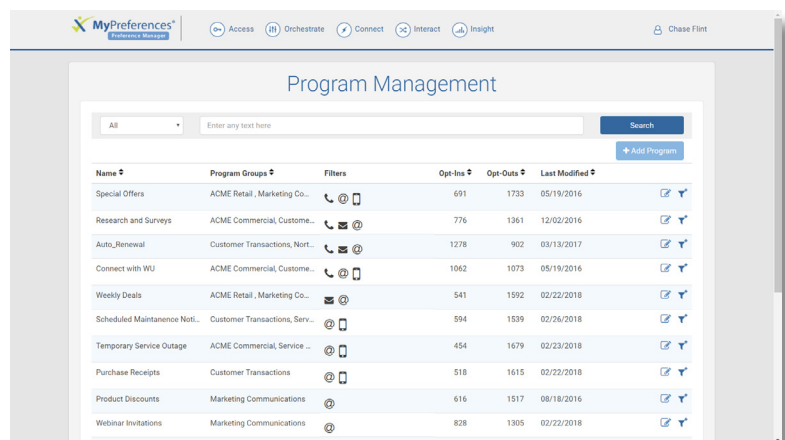 MyPreferences®
Preference Manager
Access Orchestrate Connect Interact Insight
Chase Flint
Program Management
All Enter any text here Search
+ Add Program
Name Program Groups Filters Opt-Ins Opt-Outs Last Modified
Special Offers ACME Retail , Marketing Co... 691 1733 05/19/2016
Research and Surveys ACME Commercial, Custome... 776 1361 12/02/2016
Auto_Renewal Customer Transactions, Nort... 1278 902 03/13/2017
Connect with WU ACME Commercial, Custome... 1062 1073 05/19/2016
Weekly Deals ACME Retail , Marketing Co... 541 1592 02/22/2018
Scheduled Maintanence Noti... Customer Transactions, Serv... 594 1539 02/26/2018
Temporary Service Outage ACME Commercial, Service ... 454 1679 02/23/2018
Purchase Receipts Customer Transactions 518 1615 02/22/2018
Product Discounts Marketing Communications 616 1517 08/18/2016
Webinar Invitations Marketing Communications 828 1305 02/22/2018